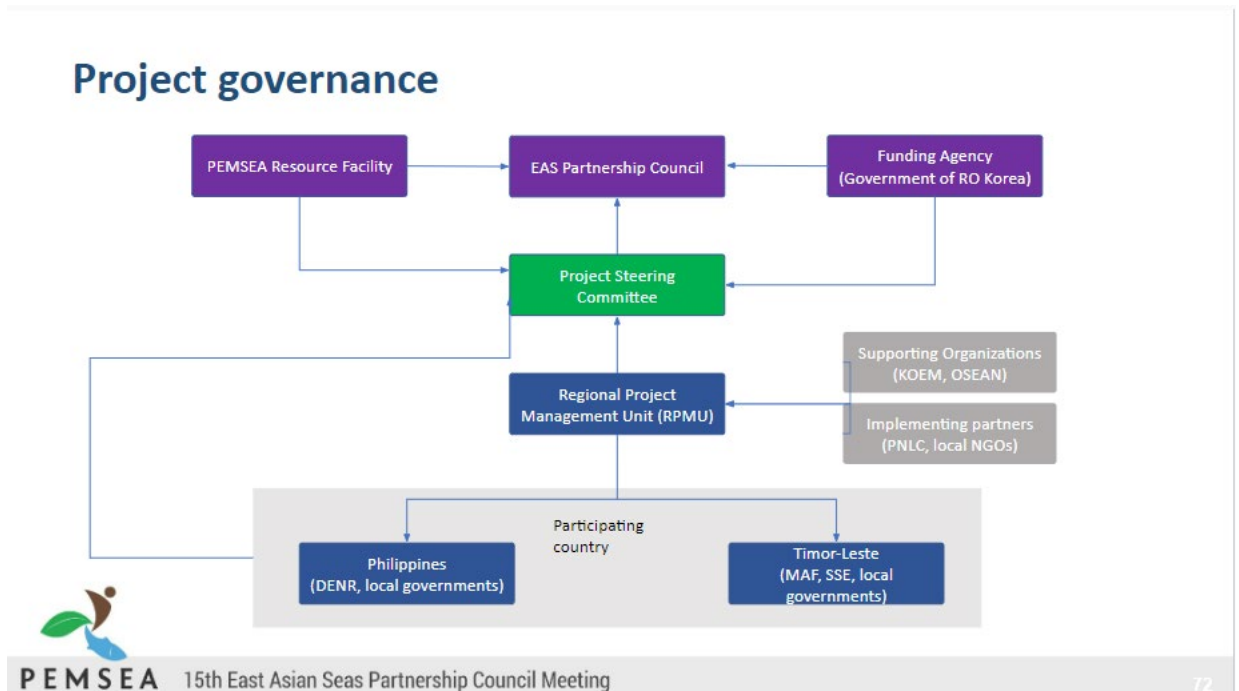 Project governance
PEMSEA Resource Facility
EAS Partnership Council
Funding Agency
(Government of RO Korea)
Project Steering
Committee
Supporting Organizations
(KOEM, OSEAN)
Regional Project
Management Unit (RPMU)
Implementing partners
(PNLC, local NGOs)
Participating
country
Philippines
(DENR, local governments)
Timor-Leste
(MAF, SSE, local
governments)
PEMSEA
15th East Asian Seas Partnership Council Meeting
72